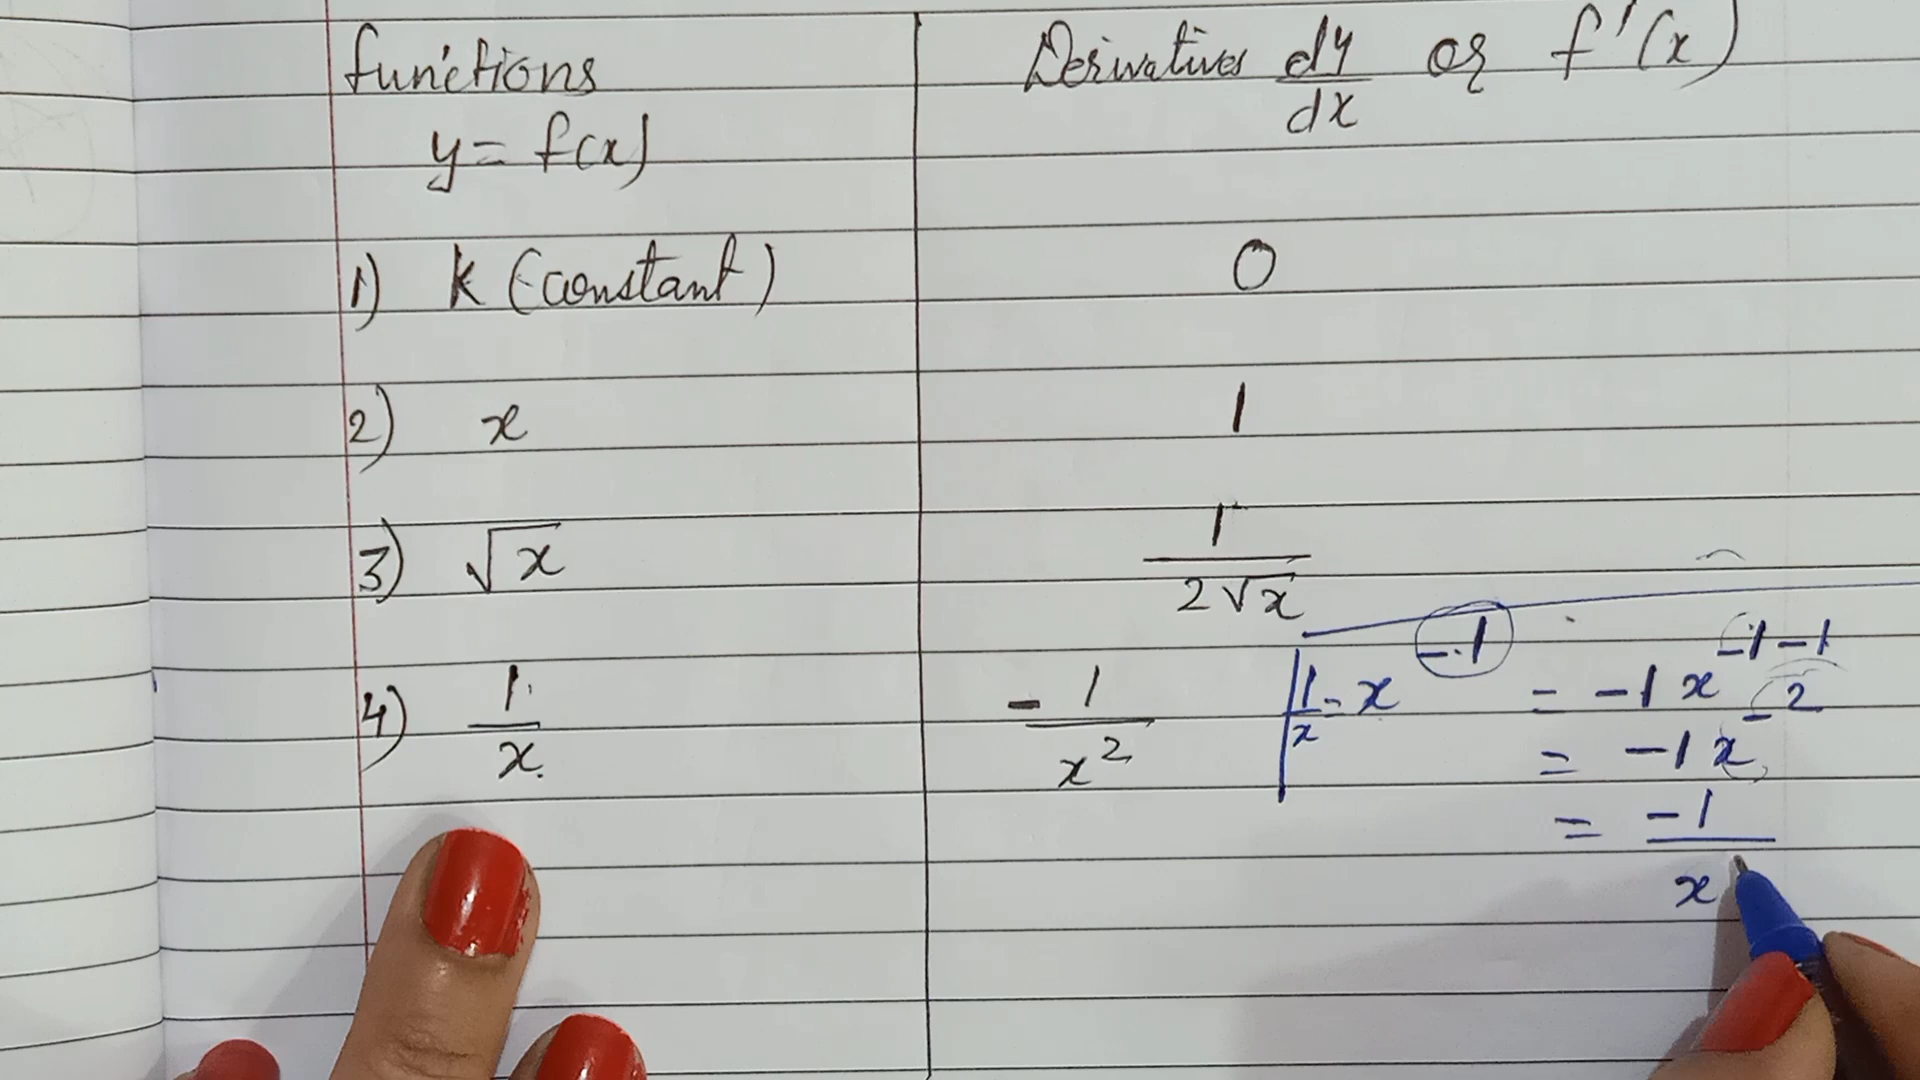 functions | Derivatives dy/dx or f'(x)
y = f(x)
1) k (constant) | 0
2) x | 1
3) √x | 1/(2√x)
4) 1/x | - 1/x² | 1/x = x⁻¹ = -1 x⁻¹⁻¹
= -1 x⁻²
= -1/x